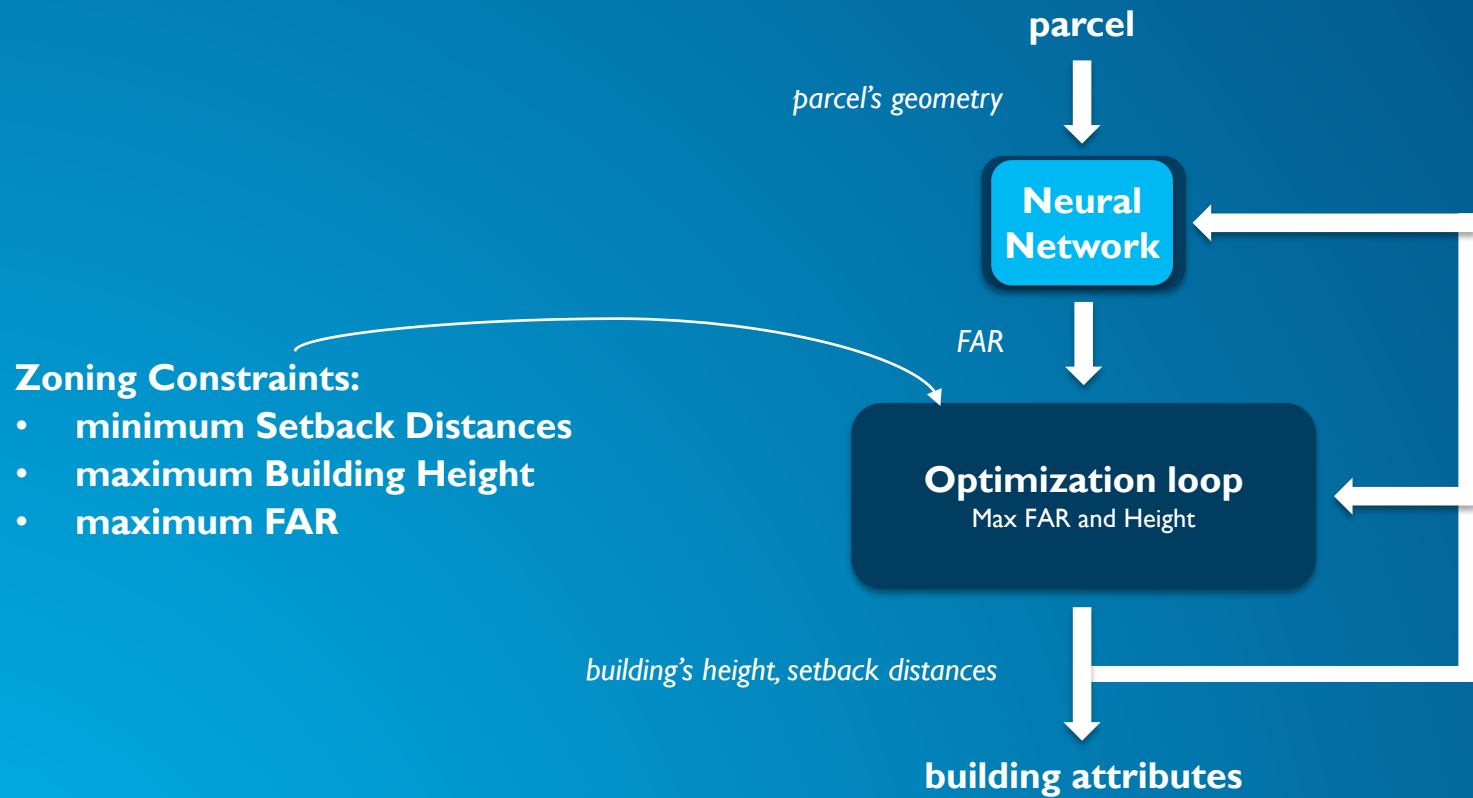 parcel
parcel's geometry
Neural
Network
FAR
Zoning Constraints:
• minimum Setback Distances
• maximum Building Height
• maximum FAR
Optimization loop
Max FAR and Height
building's height, setback distances
building attributes